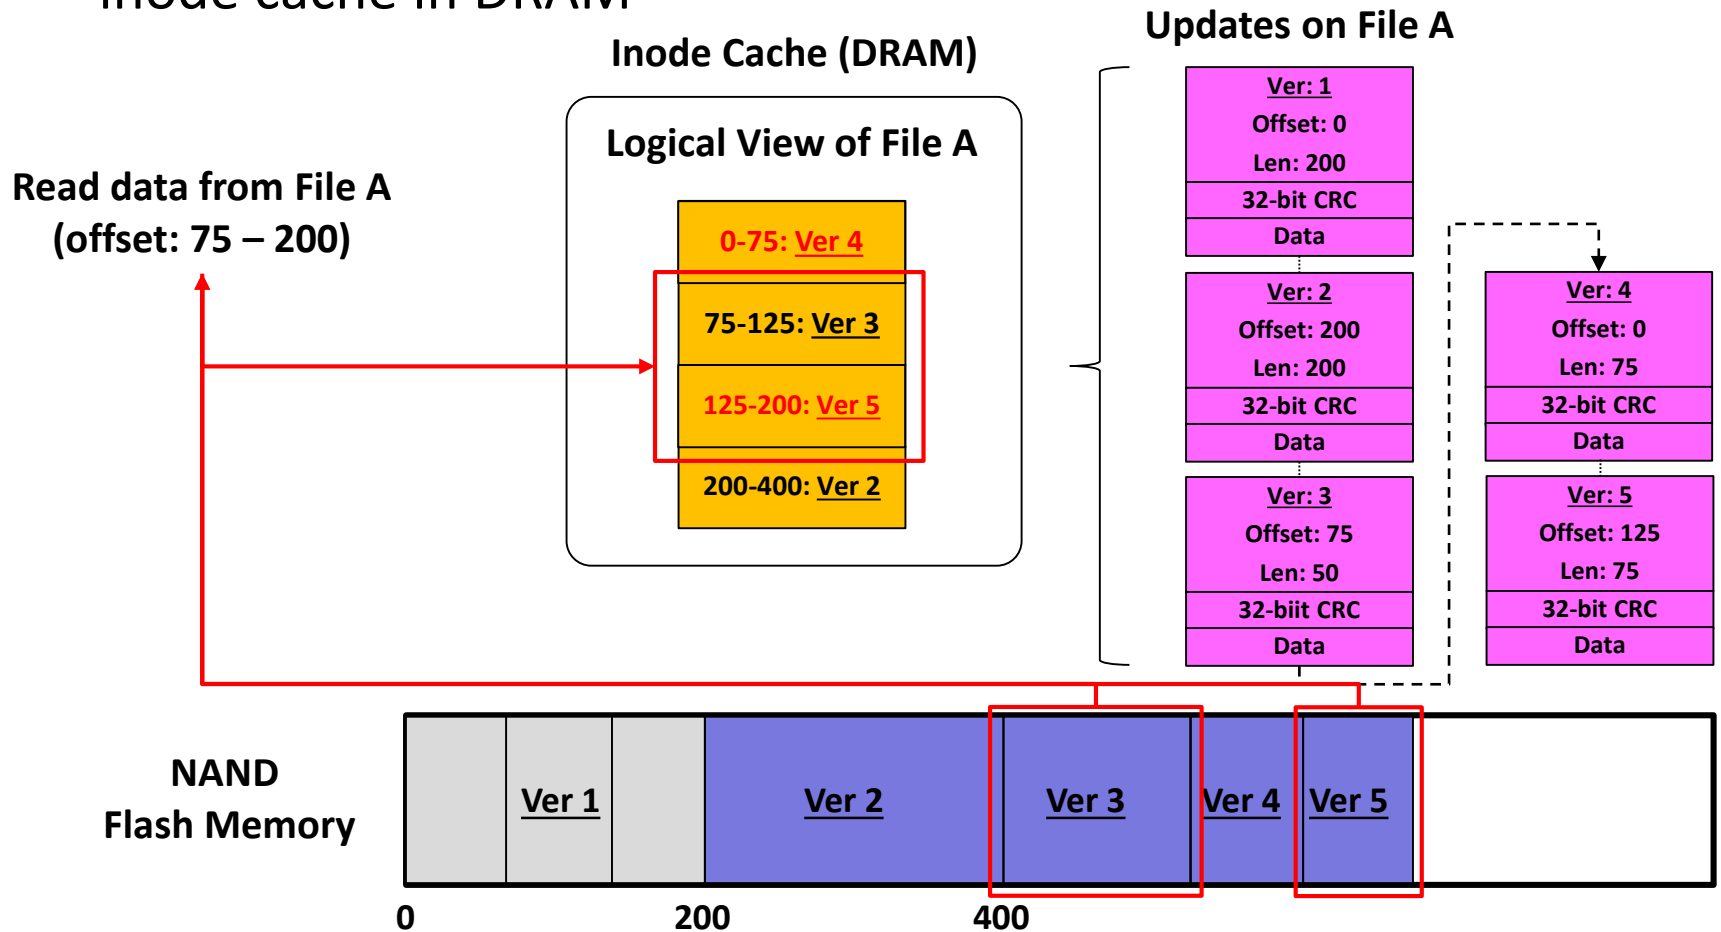 inode cache in DRAM
Updates on File A
Inode Cache (DRAM)
Logical View of File A
Read data from File A
(offset: 75 – 200)
0-75: Ver 4
75-125: Ver 3
125-200: Ver 5
200-400: Ver 2
Ver: 1
Offset: 0
Len: 200
32-bit CRC
Data
Ver: 2
Offset: 200
Len: 200
32-bit CRC
Data
Ver: 3
Offset: 75
Len: 50
32-biit CRC
Data
Ver: 4
Offset: 0
Len: 75
32-bit CRC
Data
Ver: 5
Offset: 125
Len: 75
32-bit CRC
Data
NAND
Flash Memory
Ver 1
Ver 2
Ver 3
Ver 4
Ver 5
0
200
400